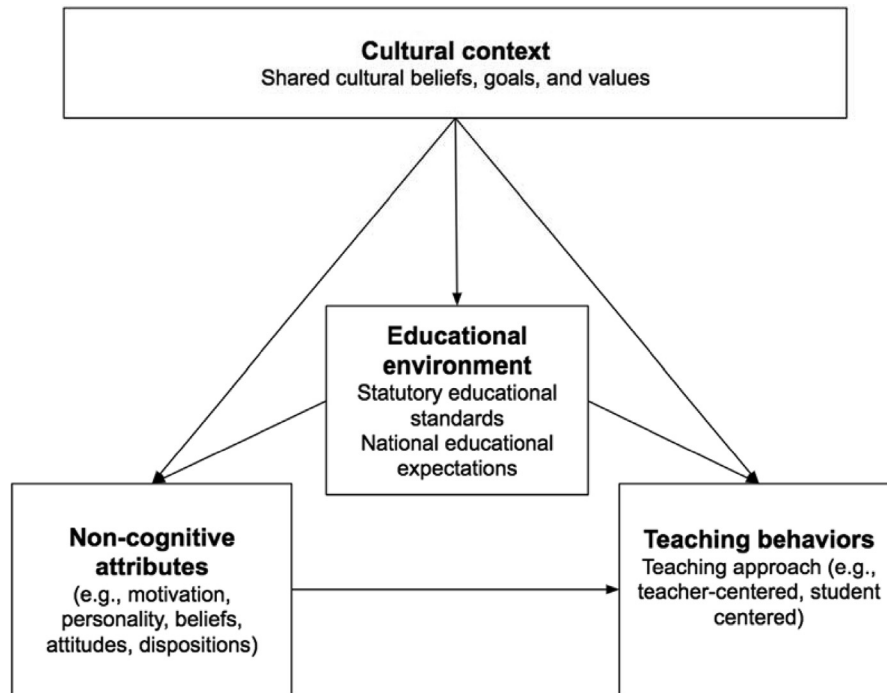 Cultural context
Shared cultural beliefs, goals, and values
Educational
environment
Statutory educational
standards
National educational
expectations
Non-cognitive
attributes
(e.g., motivation,
personality, beliefs,
attitudes, dispositions)
Teaching behaviors
Teaching approach (e.g.,
teacher-centered, student
centered)